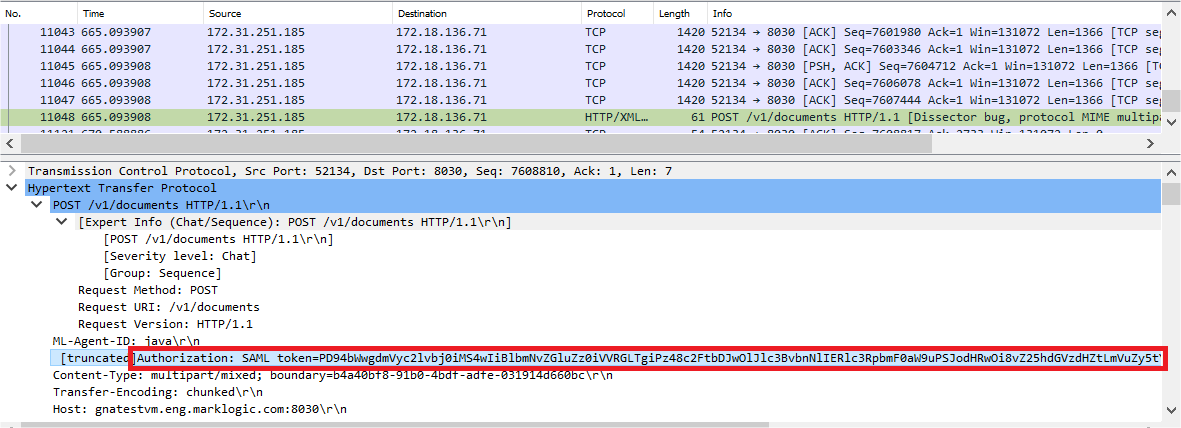 No. Time Source Destination Protocol Length Info
11043 665.093907 172.31.251.185 172.18.136.71 TCP 1420 52134 → 8030 [ACK] Seq=7601980 Ack=1 Win=131072 Len=1366 [TCP seg
11044 665.093907 172.31.251.185 172.18.136.71 TCP 1420 52134 → 8030 [ACK] Seq=7603346 Ack=1 Win=131072 Len=1366 [TCP seg
11045 665.093908 172.31.251.185 172.18.136.71 TCP 1420 52134 → 8030 [PSH, ACK] Seq=7604712 Ack=1 Win=131072 Len=1366 [TC
11046 665.093908 172.31.251.185 172.18.136.71 TCP 1420 52134 → 8030 [ACK] Seq=7606078 Ack=1 Win=131072 Len=1366 [TCP seg
11047 665.093908 172.31.251.185 172.18.136.71 TCP 1420 52134 → 8030 [ACK] Seq=7607444 Ack=1 Win=131072 Len=1366 [TCP seg
11048 665.093908 172.31.251.185 172.18.136.71 HTTP/XML… 61 POST /v1/documents HTTP/1.1 [Dissector bug, protocol MIME multipa
Transmission Control Protocol, Src Port: 52134, Dst Port: 8030, Seq: 7608810, Ack: 1, Len: 7
Hypertext Transfer Protocol
POST /v1/documents HTTP/1.1\r\n
[Expert Info (Chat/Sequence): POST /v1/documents HTTP/1.1\r\n]
[POST /v1/documents HTTP/1.1\r\n]
[Severity level: Chat]
[Group: Sequence]
Request Method: POST
Request URI: /v1/documents
Request Version: HTTP/1.1
ML-Agent-ID: java\r\n
[truncated]Authorization: SAML token=PD94bWwgdmVyc2lvbj0iMS4wIiBlbmNvZGluZz0iVVRGLTgiPz48c2FtbDJwOlJlc3BvbnNlIERlc3RpbmF0aW9uPSJodHRwOi8vZ25hdGVzdHZtLmVuZy5t
Content-Type: multipart/mixed; boundary=b4a40bf8-91b0-4bdf-adfe-031914d660bc\r\n
Transfer-Encoding: chunked\r\n
Host: gnatestvm.eng.marklogic.com:8030\r\n